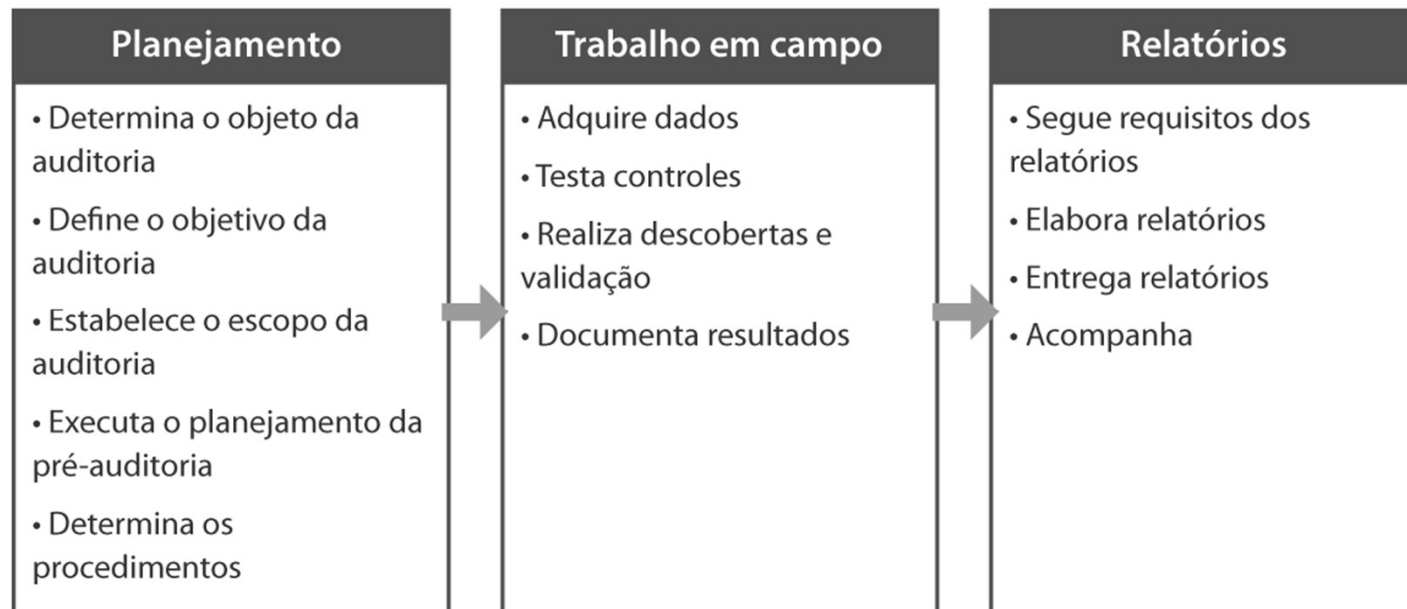 Planejamento
• Determina o objeto da
auditoria
• Define o objetivo da
auditoria
• Estabelece o escopo da
auditoria
• Executa o planejamento da
pré-auditoria
• Determina os
procedimentos
Trabalho em campo
• Adquire dados
• Testa controles
• Realiza descobertas e
validação
• Documenta resultados
Relatórios
• Segue requisitos dos
relatórios
• Elabora relatórios
• Entrega relatórios
• Acompanha